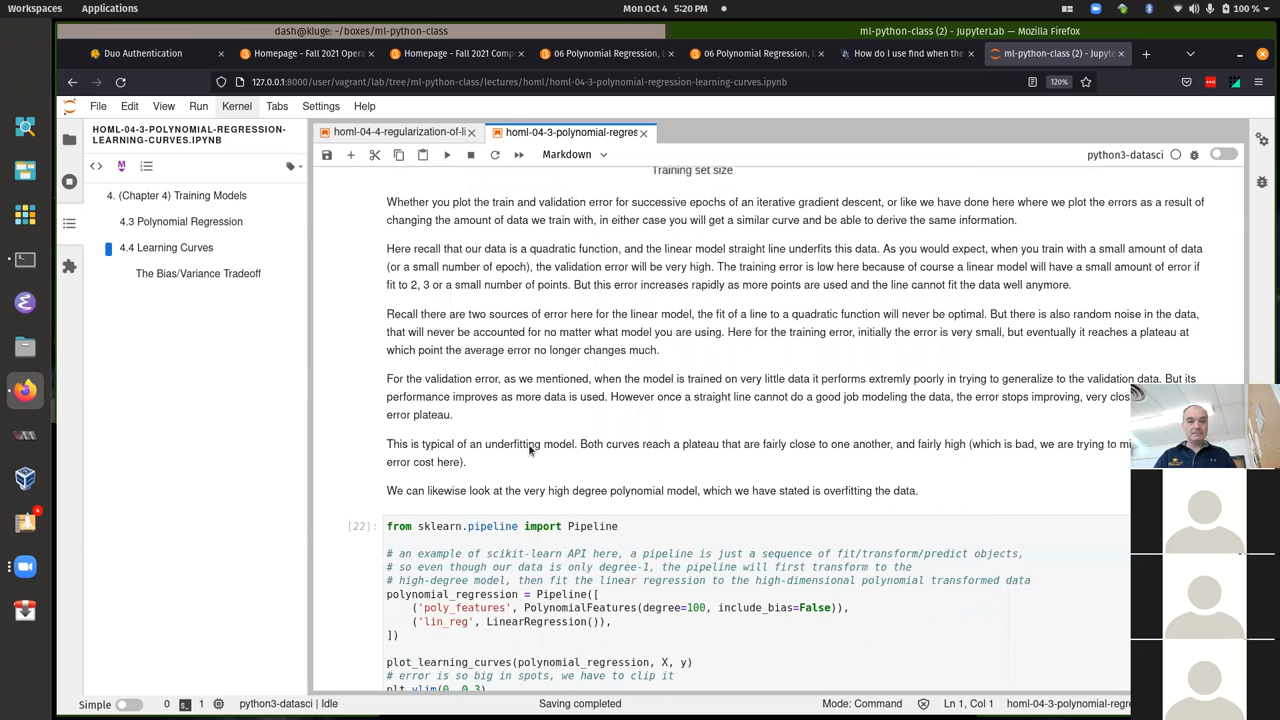 Workspaces
Applications
Mon Oct 4 5:20 PM
100 %
dash@kluge:~/boxes/ml-python-class
ml-python-class (2) - JupyterLab — Mozilla Firefox
Duo Authentication
Homepage - Fall 2021 Opera
Homepage - Fall 2021 Comp
06 Polynomial Regression, L
06 Polynomial Regression, L
How do I use find when the
ml-python-class (2) - Jupyte
127.0.0.1:8000/user/vagrant/lab/tree/ml-python-class/lectures/homl/homl-04-3-polynomial-regression-learning-curves.ipynb
120%
File Edit View Run Kernel Tabs Settings Help
HOML-04-3-POLYNOMIAL-REGRESSION-
LEARNING-CURVES.IPYNB
4. (Chapter 4) Training Models
4.3 Polynomial Regression
4.4 Learning Curves
The Bias/Variance Tradeoff
homl-04-4-regularization-of-li
homl-04-3-polynomial-regres
Markdown
python3-datasci
Training set size
Whether you plot the train and validation error for successive epochs of an iterative gradient descent, or like we have done here where we plot the errors as a result of
changing the amount of data we train with, in either case you will get a similar curve and be able to derive the same information.
Here recall that our data is a quadratic function, and the linear model straight line underfits this data. As you would expect, when you train with a small amount of data
(or a small number of epoch), the validation error will be very high. The training error is low here because of course a linear model will have a small amount of error if
fit to 2, 3 or a small number of points. But this error increases rapidly as more points are used and the line cannot fit the data well anymore.
Recall there are two sources of error here for the linear model, the fit of a line to a quadratic function will never be optimal. But there is also random noise in the data,
that will never be accounted for no matter what model you are using. Here for the training error, initially the error is very small, but eventually it reaches a plateau at
which point the average error no longer changes much.
For the validation error, as we mentioned, when the model is trained on very little data it performs extremly poorly in trying to generalize to the validation data. But its
performance improves as more data is used. However once a straight line cannot do a good job modeling the data, the error stops improving, very clos
error plateau.
This is typical of an underfitting model. Both curves reach a plateau that are fairly close to one another, and fairly high (which is bad, we are trying to mi
error cost here).
We can likewise look at the very high degree polynomial model, which we have stated is overfitting the data.
[22]:
from sklearn.pipeline import Pipeline
# an example of scikit-learn API here, a pipeline is just a sequence of fit/transform/predict objects,
# so even though our data is only degree-1, the pipeline will first transform to the
# high-degree model, then fit the linear regression to the high-dimensional polynomial transformed data
polynomial_regression = Pipeline([
('poly_features', PolynomialFeatures(degree=100, include_bias=False)),
('lin_reg', LinearRegression()),
])
plot_learning_curves(polynomial_regression, X, y)
# error is so big in spots, we have to clip it
plt.ylim(0, 0.3)
Simple
0
1
python3-datasci | Idle
Saving completed
Mode: Command
Ln 1, Col 1
homl-04-3-polynomial-regre